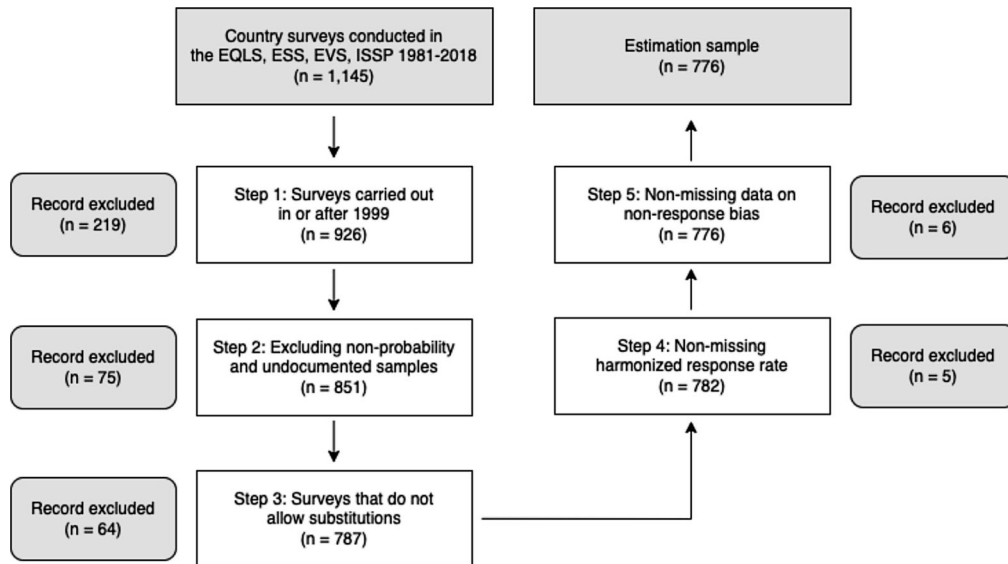 Country surveys conducted in
the EQLS, ESS, EVS, ISSP 1981-2018
(n = 1,145)
Record excluded
(n = 219)
Step 1: Surveys carried out
in or after 1999
(n = 926)
Record excluded
(n = 75)
Step 2: Excluding non-probability
and undocumented samples
(n = 851)
Record excluded
(n = 64)
Step 3: Surveys that do not
allow substitutions
(n = 787)
Step 4: Non-missing
harmonized response rate
(n = 782)
Record excluded
(n = 5)
Step 5: Non-missing data on
non-response bias
(n = 776)
Record excluded
(n = 6)
Estimation sample
(n = 776)